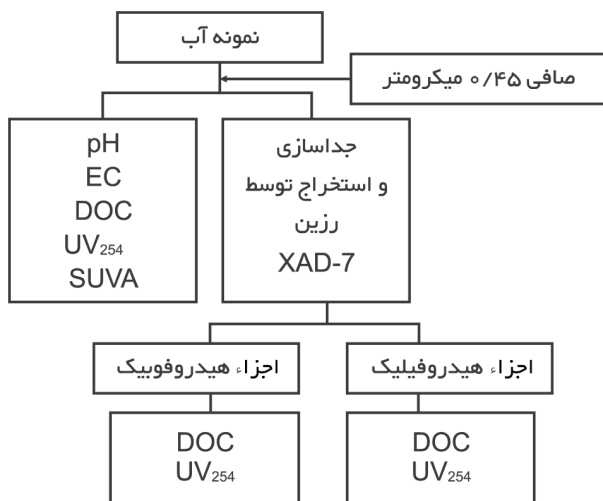 نمونه آب
صافی ۰/۴۵ میکرومتر
pH
EC
DOC
UV₂₅₄
SUVA
جداسازی
و استخراج توسط
رزین
XAD-7
اجزاء هیدروفوبیک
اجزاء هیدروفیلیک
DOC
UV₂₅₄
DOC
UV₂₅₄